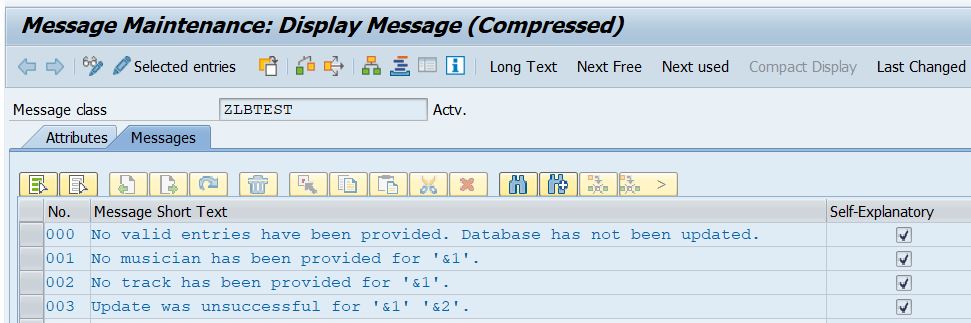 Message Maintenance: Display Message (Compressed)
Selected entries Long Text Next Free Next used Compact Display Last Changed
Message class ZLBTEST Actv.
Attributes Messages
No. Message Short Text Self-Explanatory
000 No valid entries have been provided. Database has not been updated.
001 No musician has been provided for '&1'.
002 No track has been provided for '&1'.
003 Update was unsuccessful for '&1' '&2'.